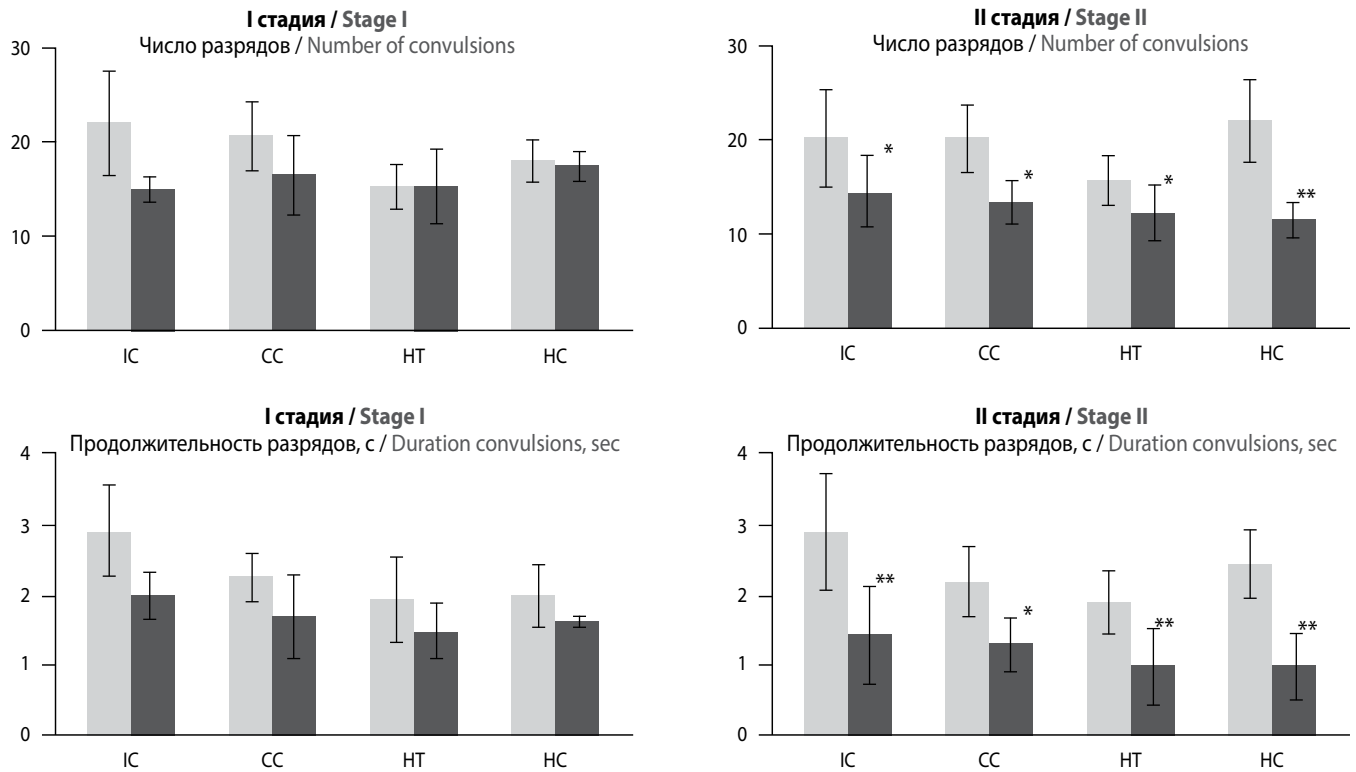 I стадия / Stage I
Число разрядов / Number of convulsions
30
20
10
0
IC CC HT HC
II стадия / Stage II
Число разрядов / Number of convulsions
30
20
10
0
* * * **
IC CC HT HC
I стадия / Stage I
Продолжительность разрядов, с / Duration convulsions, sec
4
3
2
1
0
IC CC HT HC
II стадия / Stage II
Продолжительность разрядов, с / Duration convulsions, sec
4
3
2
1
0
** * ** **
IC CC HT HC